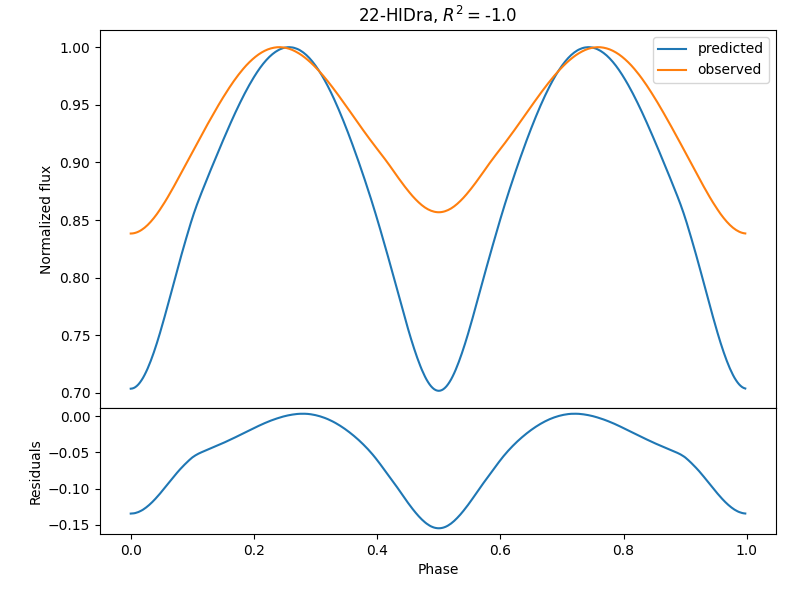 22-HIDra, $R^2$ = -1.0
predicted
observed
Normalized flux
1.00
0.95
0.90
0.85
0.80
0.75
0.70
Residuals
0.00
−0.05
−0.10
−0.15
0.0 0.2 0.4 0.6 0.8 1.0
Phase